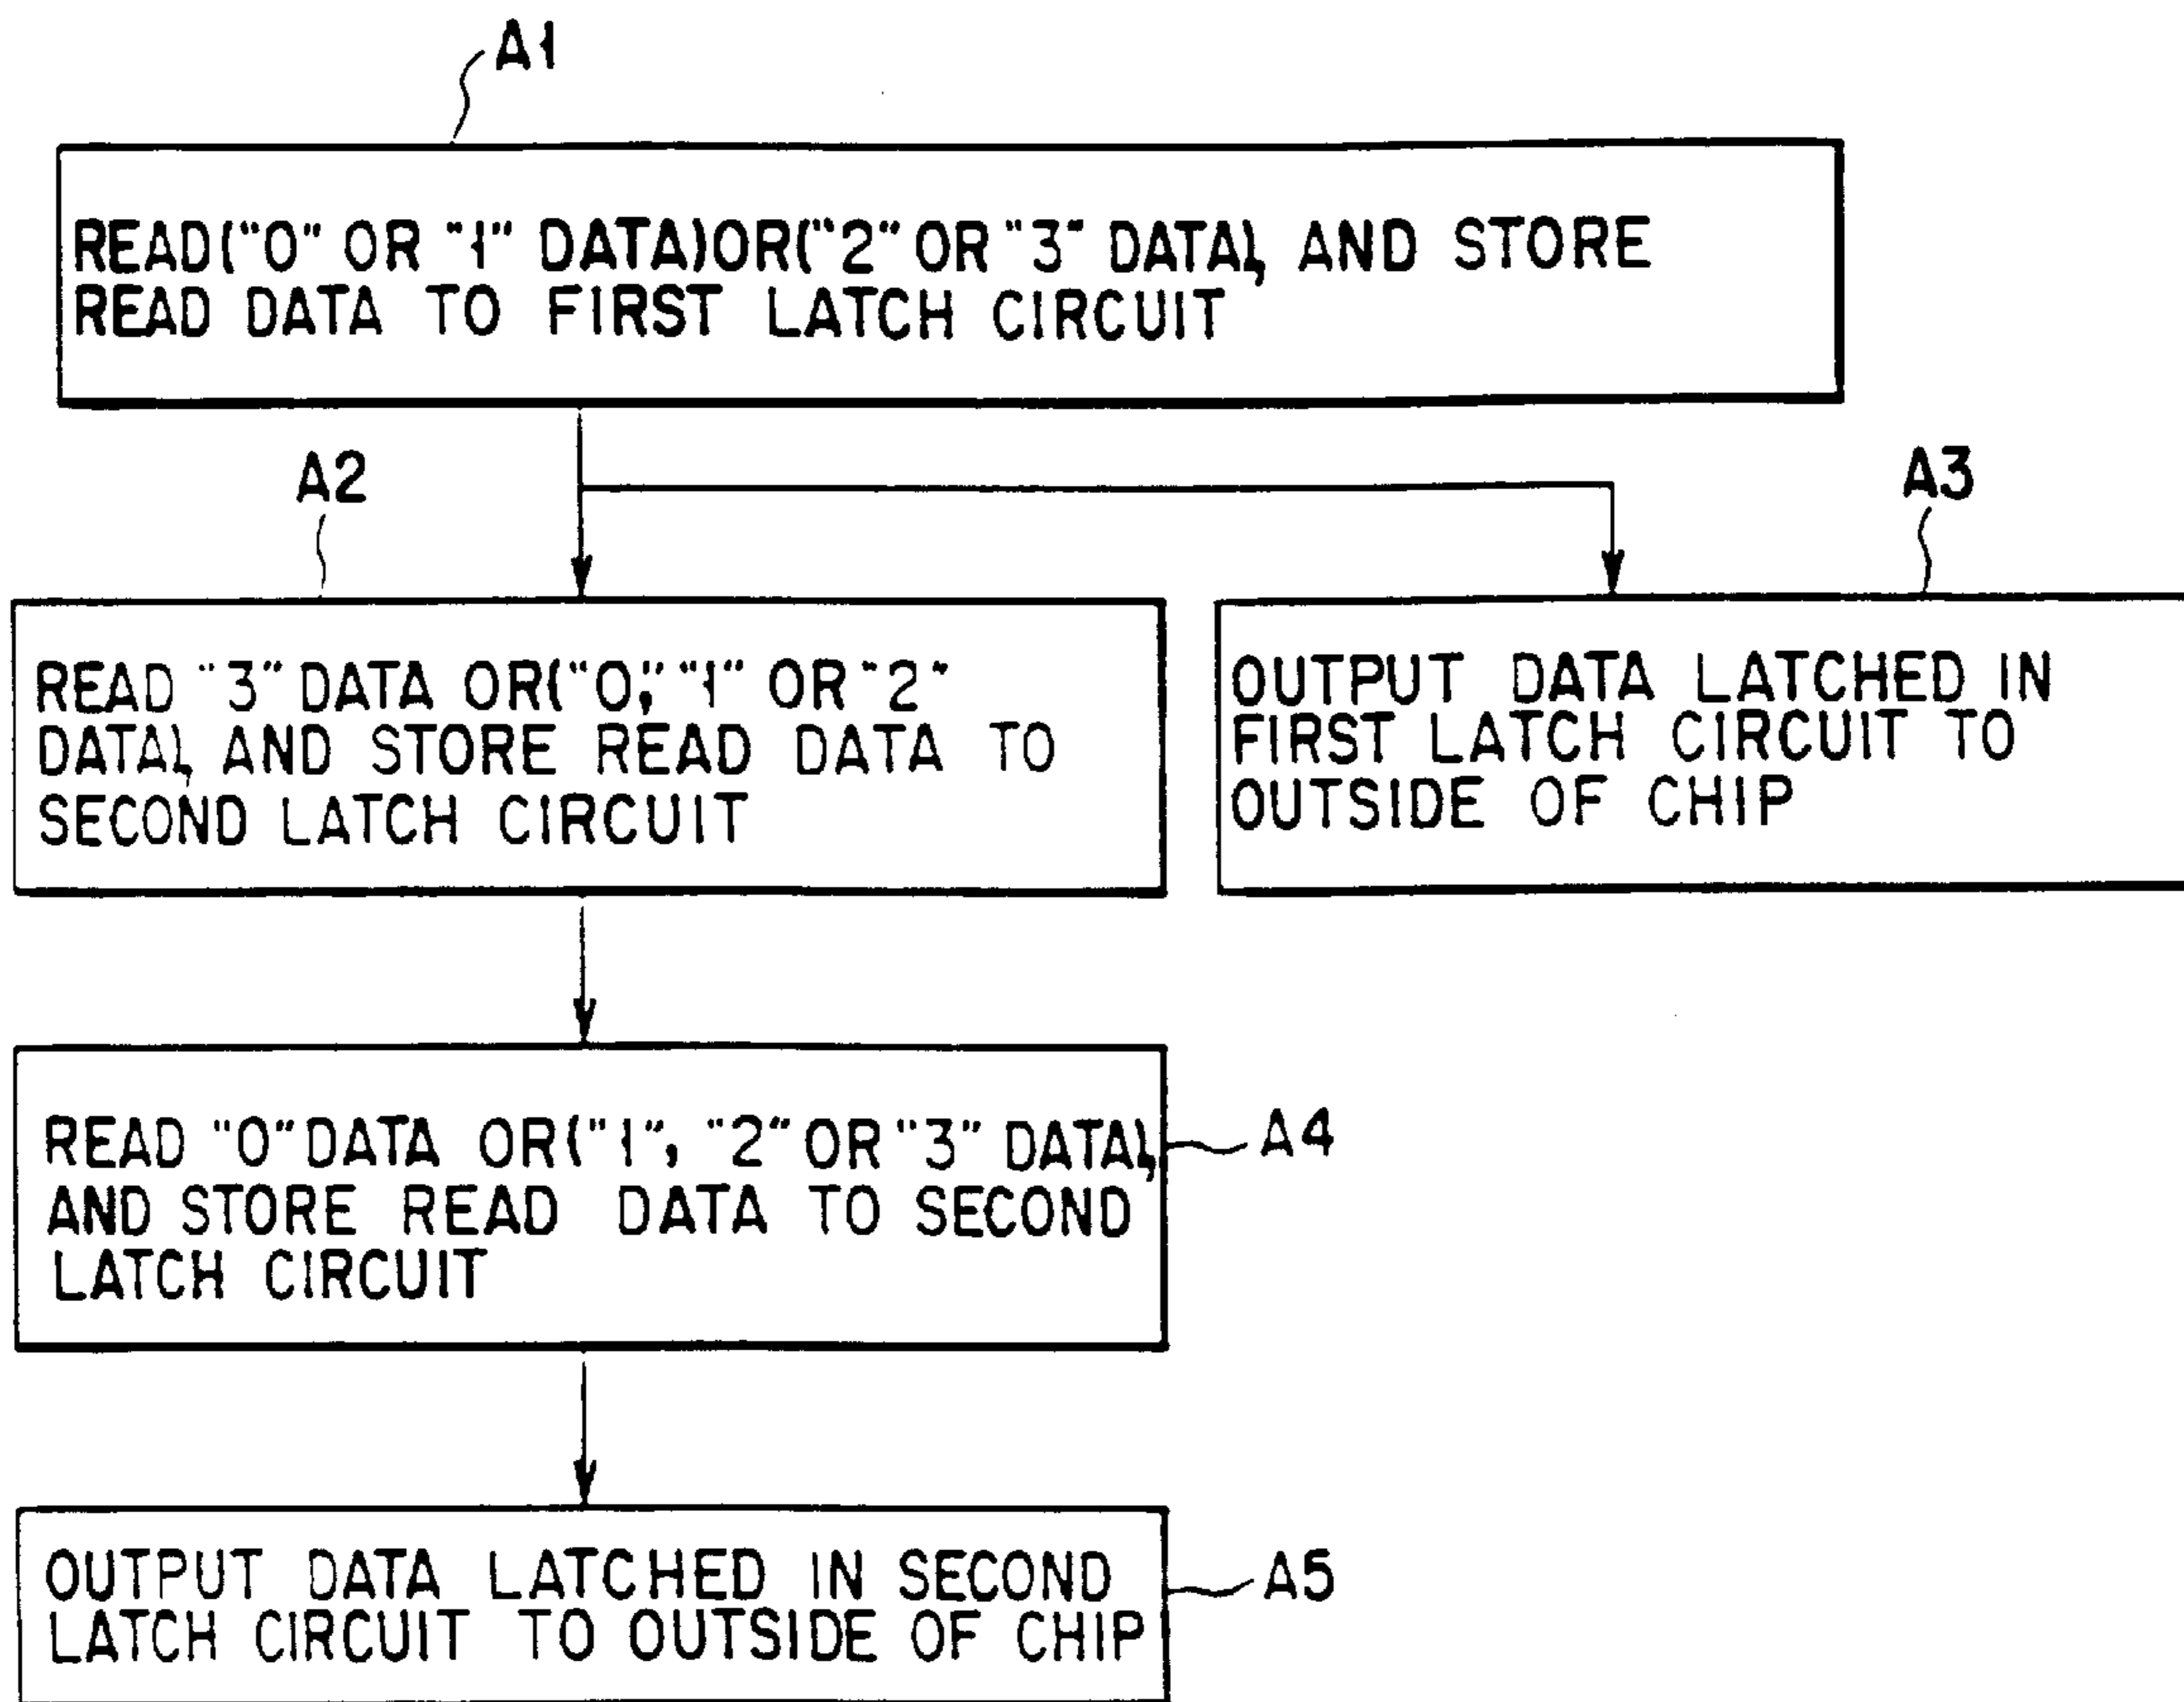 A1
READ("0" OR "1" DATA)OR("2" OR "3" DATA), AND STORE
READ DATA TO FIRST LATCH CIRCUIT
A2
A3
READ "3" DATA OR("0", "1" OR "2"
DATA), AND STORE READ DATA TO
SECOND LATCH CIRCUIT
OUTPUT DATA LATCHED IN
FIRST LATCH CIRCUIT TO
OUTSIDE OF CHIP
READ "0" DATA OR("1", "2" OR "3" DATA),
AND STORE READ DATA TO SECOND
LATCH CIRCUIT
A4
OUTPUT DATA LATCHED IN SECOND
LATCH CIRCUIT TO OUTSIDE OF CHIP
A5